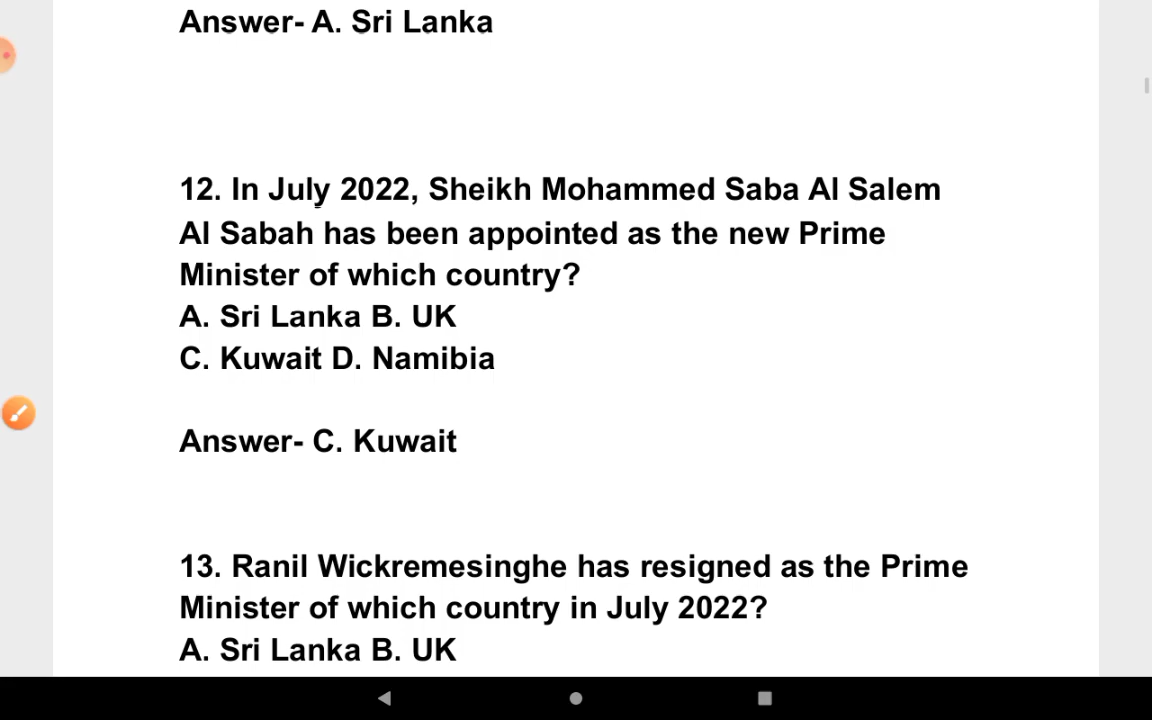 Answer- A. Sri Lanka
12. In July 2022, Sheikh Mohammed Saba Al Salem
Al Sabah has been appointed as the new Prime
Minister of which country?
A. Sri Lanka B. UK
C. Kuwait D. Namibia
Answer- C. Kuwait
13. Ranil Wickremesinghe has resigned as the Prime
Minister of which country in July 2022?
A. Sri Lanka B. UK